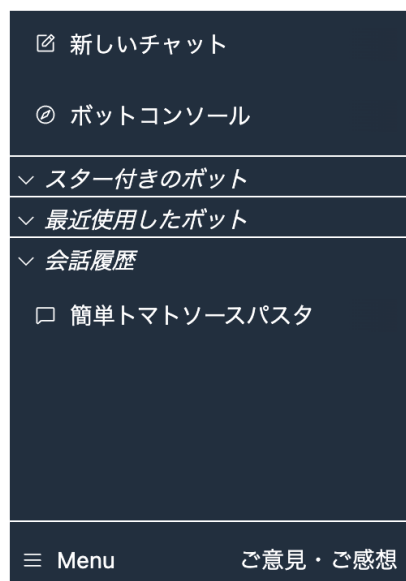 新しいチャット
ボットコンソール
スター付きのボット
最近使用したボット
会話履歴
簡単トマトソースパスタ
Menu ご意見・ご感想